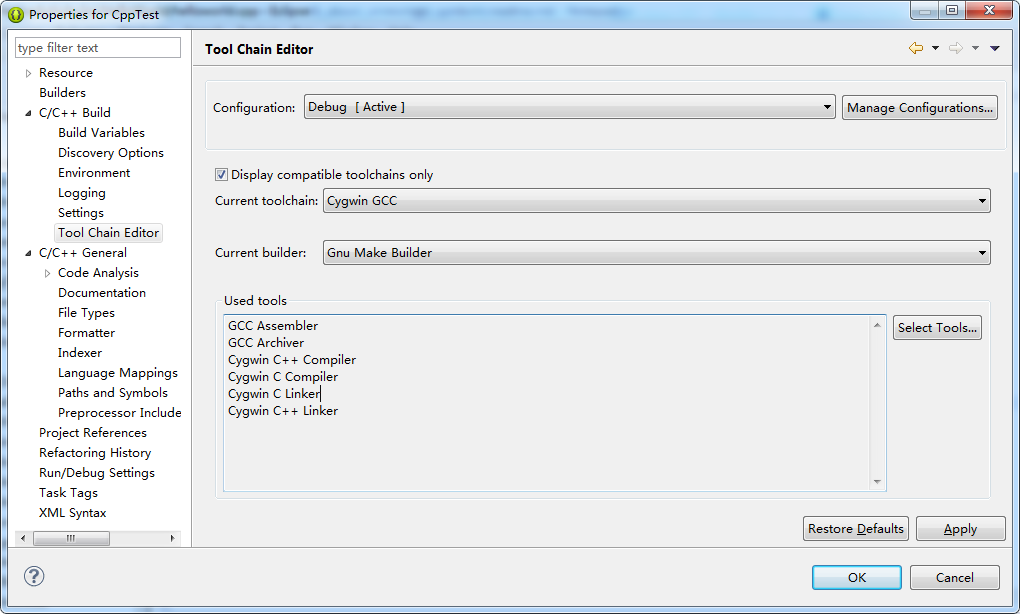 Properties for CppTest
type filter text
Resource
Builders
C/C++ Build
Build Variables
Discovery Options
Environment
Logging
Settings
Tool Chain Editor
C/C++ General
Code Analysis
Documentation
File Types
Formatter
Indexer
Language Mappings
Paths and Symbols
Preprocessor Include
Project References
Refactoring History
Run/Debug Settings
Task Tags
XML Syntax
Tool Chain Editor
Configuration: Debug [ Active ] Manage Configurations...
Display compatible toolchains only
Current toolchain: Cygwin GCC
Current builder: Gnu Make Builder
Used tools
GCC Assembler
GCC Archiver
Cygwin C++ Compiler
Cygwin C Compiler
Cygwin C Linker
Cygwin C++ Linker
Select Tools...
Restore Defaults Apply
? OK Cancel